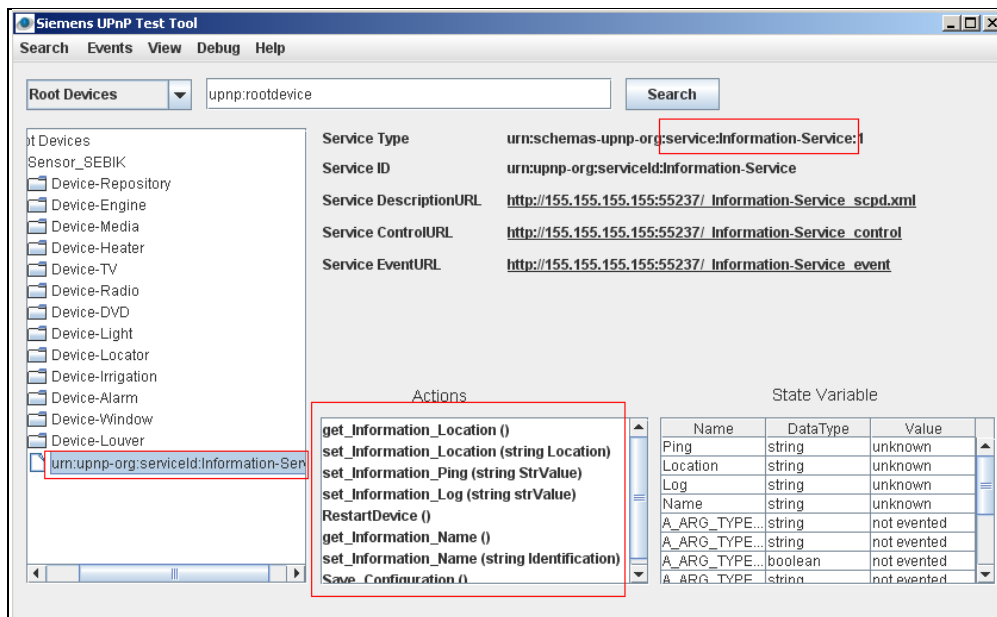 Siemens UPnP Test Tool
Search Events View Debug Help
Root Devices
upnp:rootdevice
Search
ot Devices
Sensor_SEBIK
Device-Repository
Device-Engine
Device-Media
Device-Heater
Device-TV
Device-Radio
Device-DVD
Device-Light
Device-Locator
Device-Irrigation
Device-Alarm
Device-Window
Device-Louver
urn:upnp-org:serviceId:Information-Ser
Service Type urn:schemas-upnp-org:service:Information-Service:1
Service ID urn:upnp-org:serviceId:Information-Service
Service DescriptionURL http://155.155.155.155:55237/_Information-Service_scpd.xml
Service ControlURL http://155.155.155.155:55237/_Information-Service_control
Service EventURL http://155.155.155.155:55237/_Information-Service_event
Actions
get_Information_Location ()
set_Information_Location (string Location)
set_Information_Ping (string StrValue)
set_Information_Log (string strValue)
RestartDevice ()
get_Information_Name ()
set_Information_Name (string Identification)
Save_Configuration ()
State Variable
Name DataType Value
Ping string unknown
Location string unknown
Log string unknown
Name string unknown
A_ARG_TYPE... string not evented
A_ARG_TYPE... string not evented
A_ARG_TYPE... boolean not evented
A_ARG_TYPE... string not evented